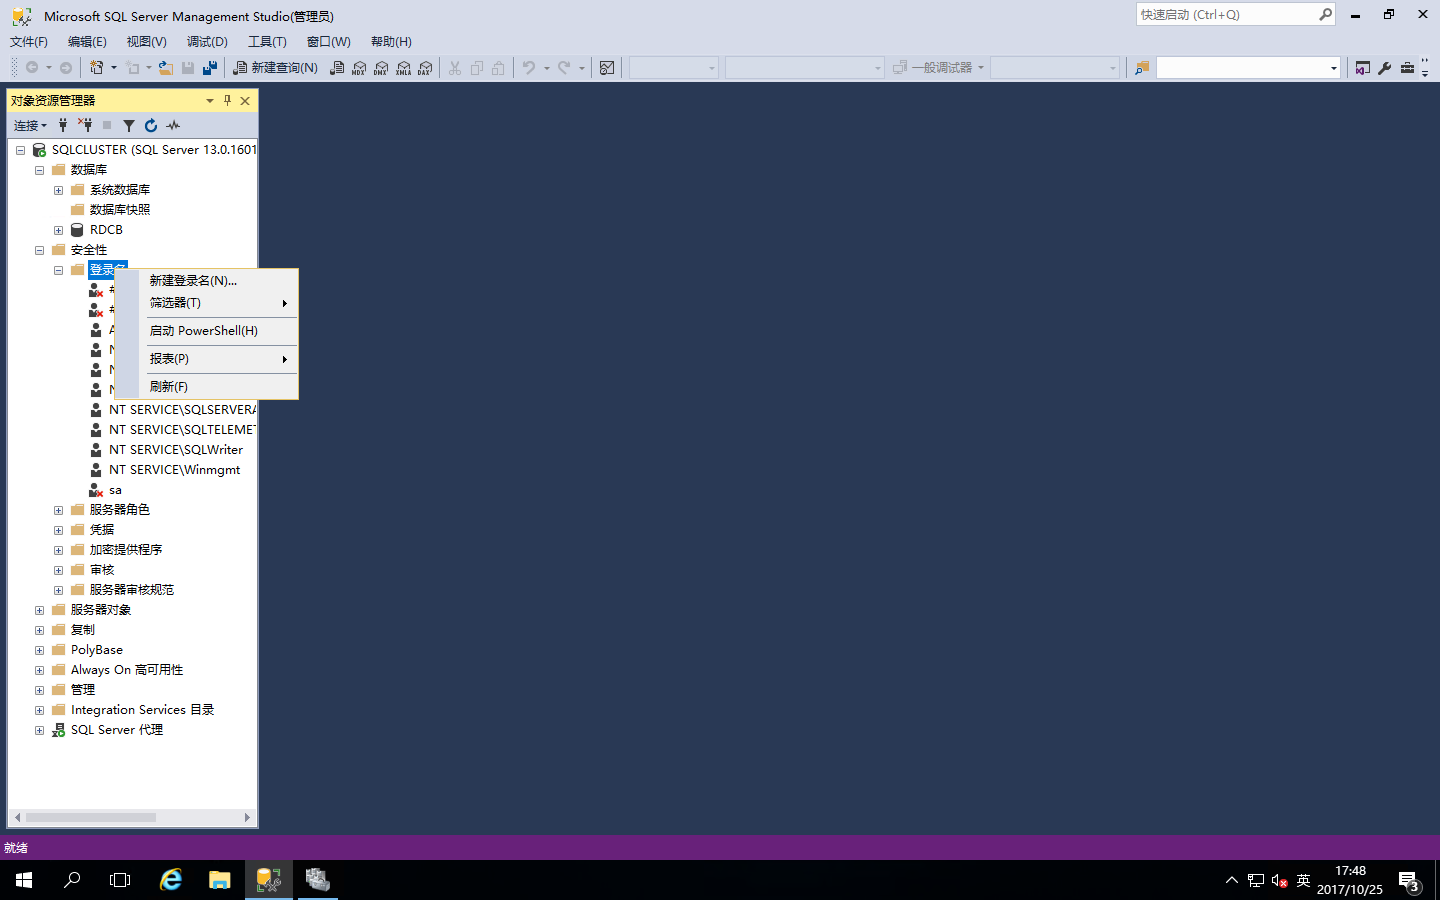 Microsoft SQL Server Management Studio(管理员)
快速启动 (Ctrl+Q)
文件(F) 编辑(E) 视图(V) 调试(D) 工具(T) 窗口(W) 帮助(H)
新建查询(N) MDX DMX XMLA DAX 一般调试器
对象资源管理器
连接
SQLCLUSTER (SQL Server 13.0.1601
数据库
系统数据库
数据库快照
RDCB
安全性
登录名
新建登录名(N)...
筛选器(T)
启动 PowerShell(H)
报表(P)
刷新(F)
NT SERVICE\SQLSERVERA
NT SERVICE\SQLTELEMET
NT SERVICE\SQLWriter
NT SERVICE\Winmgmt
sa
服务器角色
凭据
加密提供程序
审核
服务器审核规范
服务器对象
复制
PolyBase
Always On 高可用性
管理
Integration Services 目录
SQL Server 代理
就绪
英
17:48
2017/10/25
3